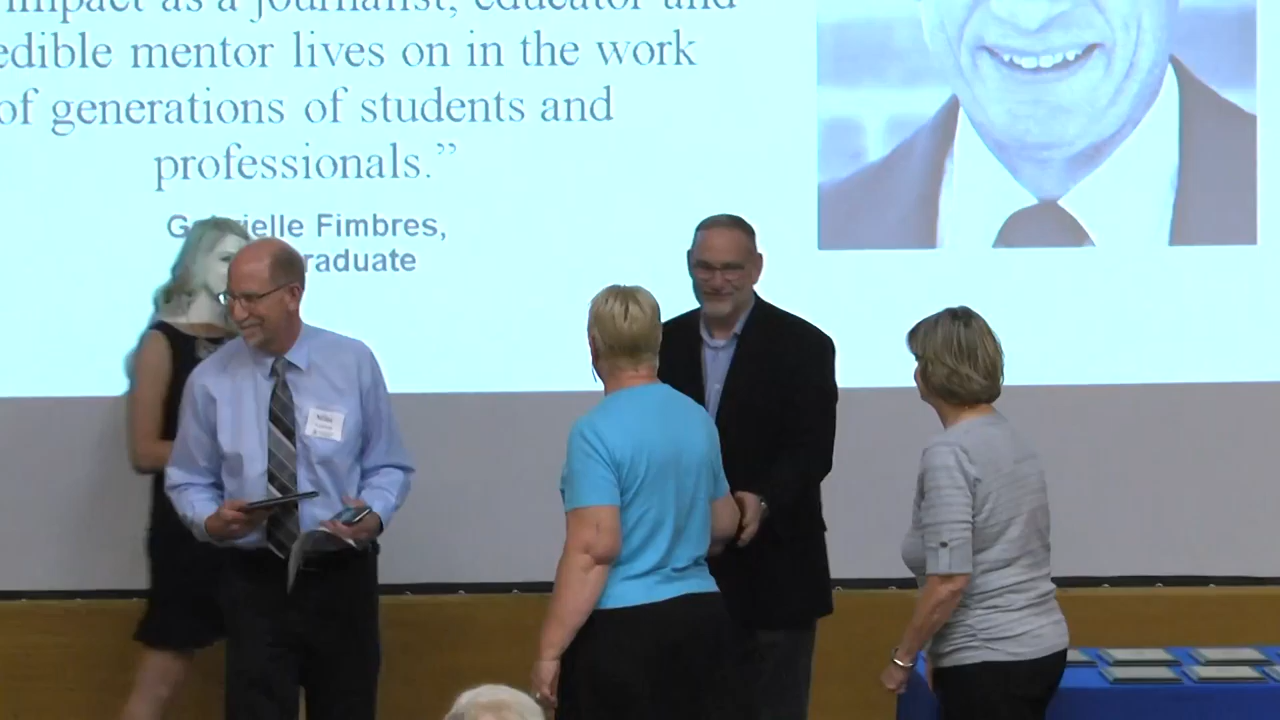 impact as a journalist, educator and
edible mentor lives on in the work
of generations of students and
professionals.”
Gabrielle Fimbres,
raduate